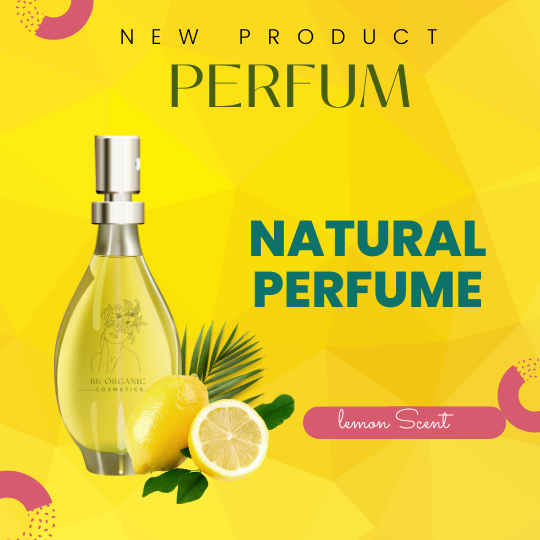 NEW PRODUCT
PERFUM
NATURAL
PERFUME
BK ORGANIC
COSMETICS
lemon Scent